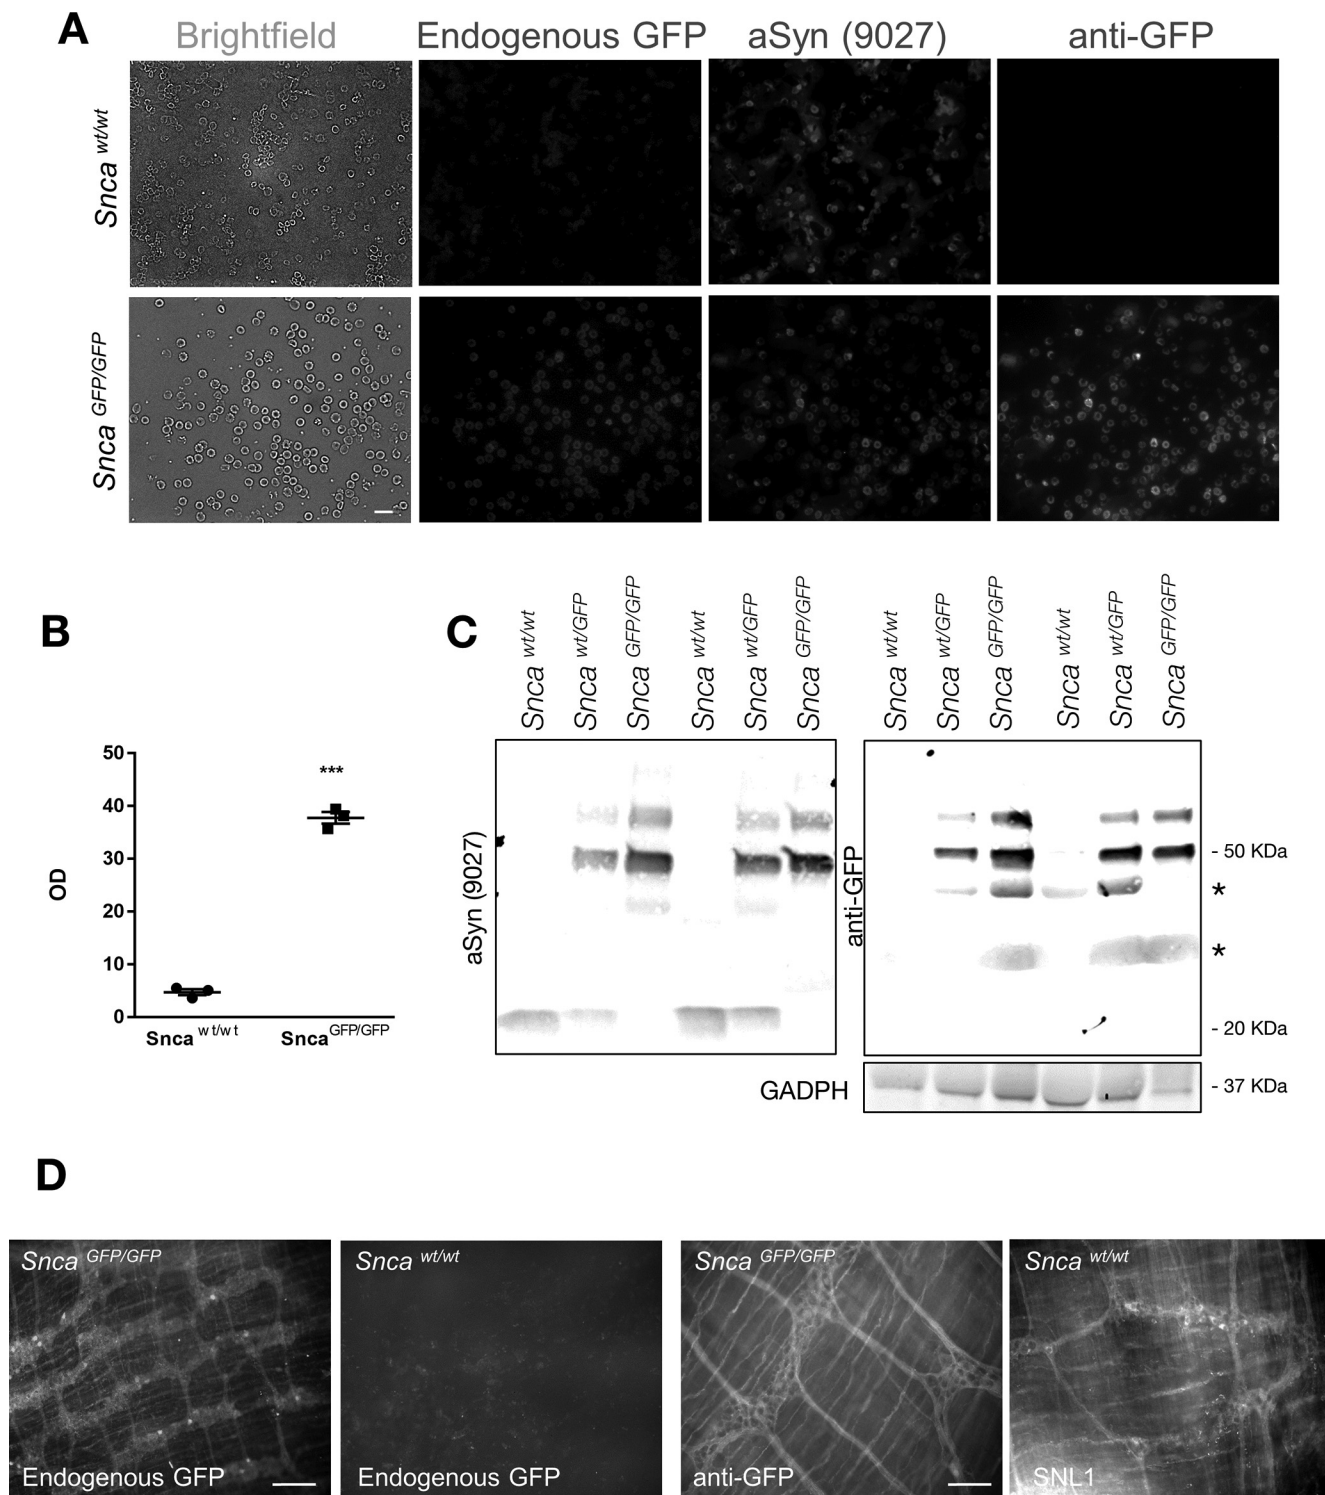 A
Brightfield Endogenous GFP aSyn (9027) anti-GFP
Snca wt/wt
Snca GFP/GFP
B
OD
50
40
30
20
10
0
***
Snca wt/wt Snca GFP/GFP
C
Snca wt/wt Snca wt/GFP Snca GFP/GFP Snca wt/wt Snca wt/GFP Snca GFP/GFP
Snca wt/wt Snca wt/GFP Snca GFP/GFP Snca wt/wt Snca wt/GFP Snca GFP/GFP
aSyn (9027)
anti-GFP
- 50 KDa
*
*
- 20 KDa
GADPH
- 37 KDa
D
Snca GFP/GFP Snca wt/wt Snca GFP/GFP Snca wt/wt
Endogenous GFP Endogenous GFP anti-GFP SNL1